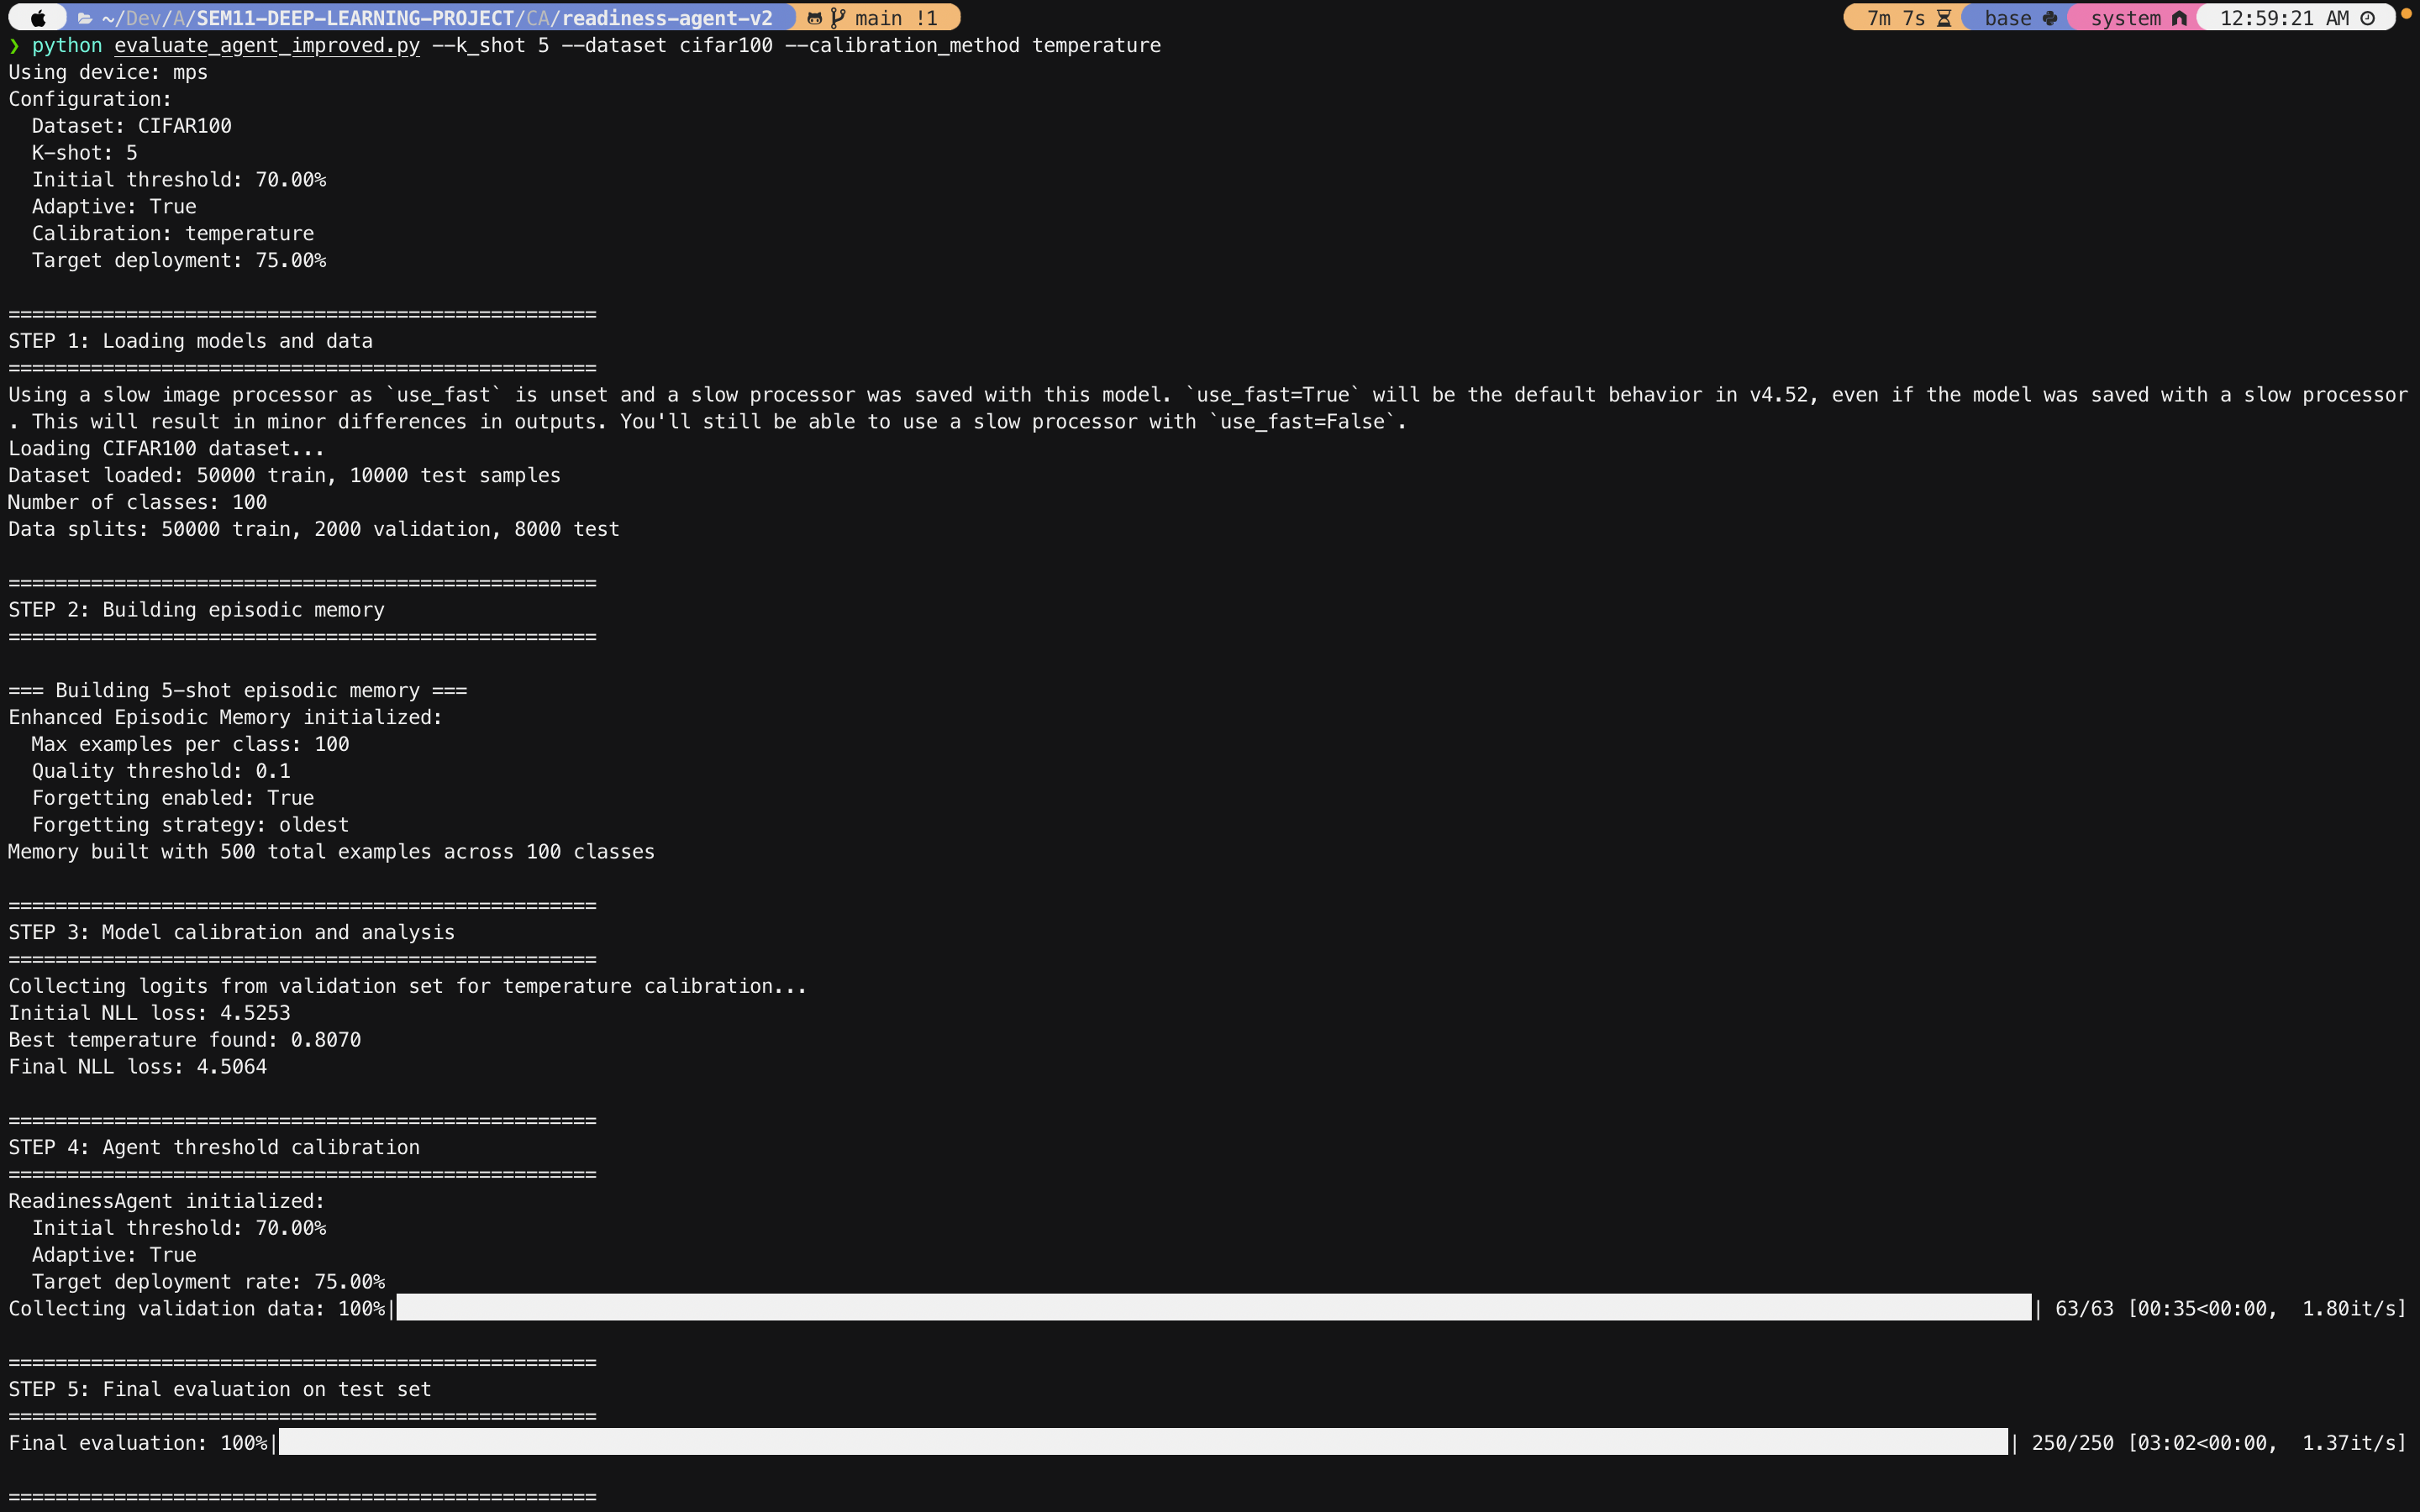 ~/Dev/A/SEM11-DEEP-LEARNING-PROJECT/CA/readiness-agent-v2 main !1 7m 7s base system 12:59:21 AM
❯ python evaluate_agent_improved.py --k_shot 5 --dataset cifar100 --calibration_method temperature
Using device: mps
Configuration:
  Dataset: CIFAR100
  K-shot: 5
  Initial threshold: 70.00%
  Adaptive: True
  Calibration: temperature
  Target deployment: 75.00%

==================================================
STEP 1: Loading models and data
==================================================
Using a slow image processor as `use_fast` is unset and a slow processor was saved with this model. `use_fast=True` will be the default behavior in v4.52, even if the model was saved with a slow processor
. This will result in minor differences in outputs. You'll still be able to use a slow processor with `use_fast=False`.
Loading CIFAR100 dataset...
Dataset loaded: 50000 train, 10000 test samples
Number of classes: 100
Data splits: 50000 train, 2000 validation, 8000 test

==================================================
STEP 2: Building episodic memory
==================================================

=== Building 5-shot episodic memory ===
Enhanced Episodic Memory initialized:
  Max examples per class: 100
  Quality threshold: 0.1
  Forgetting enabled: True
  Forgetting strategy: oldest
Memory built with 500 total examples across 100 classes

==================================================
STEP 3: Model calibration and analysis
==================================================
Collecting logits from validation set for temperature calibration...
Initial NLL loss: 4.5253
Best temperature found: 0.8070
Final NLL loss: 4.5064

==================================================
STEP 4: Agent threshold calibration
==================================================
ReadinessAgent initialized:
  Initial threshold: 70.00%
  Adaptive: True
  Target deployment rate: 75.00%
Collecting validation data: 100%| | 63/63 [00:35<00:00,  1.80it/s]

==================================================
STEP 5: Final evaluation on test set
==================================================
Final evaluation: 100%| | 250/250 [03:02<00:00,  1.37it/s]

==================================================